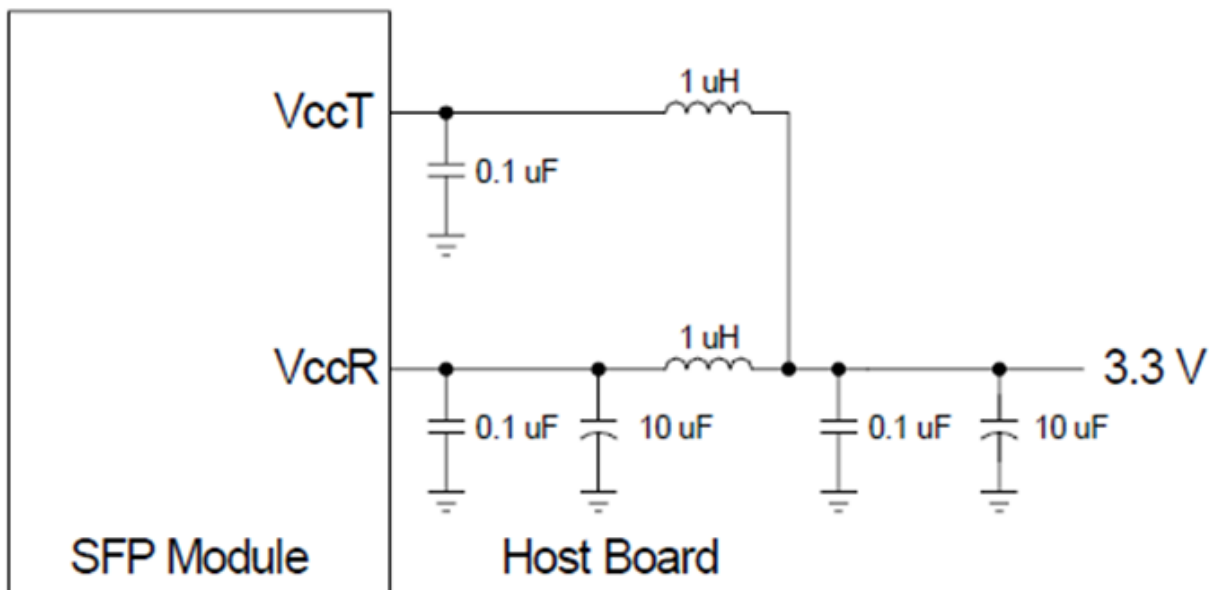 1 uH
VccT
0.1 uF
1 uH
VccR
3.3 V
0.1 uF
10 uF
0.1 uF
10 uF
SFP Module
Host Board